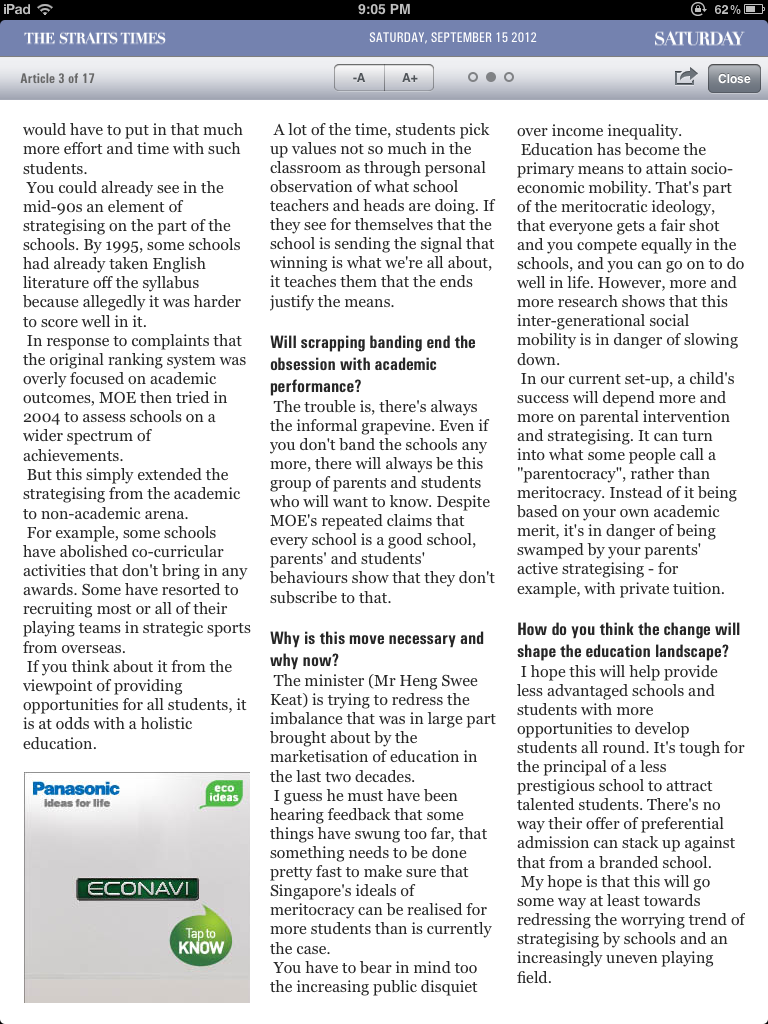 iPad 9:05 PM 62%
THE STRAITS TIMES SATURDAY, SEPTEMBER 15 2012 SATURDAY
Article 3 of 17 -A A+ Close
would have to put in that much
more effort and time with such
students.
You could already see in the
mid-90s an element of
strategising on the part of the
schools. By 1995, some schools
had already taken English
literature off the syllabus
because allegedly it was harder
to score well in it.
In response to complaints that
the original ranking system was
overly focused on academic
outcomes, MOE then tried in
2004 to assess schools on a
wider spectrum of
achievements.
But this simply extended the
strategising from the academic
to non-academic arena.
For example, some schools
have abolished co-curricular
activities that don't bring in any
awards. Some have resorted to
recruiting most or all of their
playing teams in strategic sports
from overseas.
If you think about it from the
viewpoint of providing
opportunities for all students, it
is at odds with a holistic
education.
Panasonic
ideas for life
eco
ideas
ECONAVI
Tap to
KNOW
A lot of the time, students pick
up values not so much in the
classroom as through personal
observation of what school
teachers and heads are doing. If
they see for themselves that the
school is sending the signal that
winning is what we're all about,
it teaches them that the ends
justify the means.
Will scrapping banding end the
obsession with academic
performance?
The trouble is, there's always
the informal grapevine. Even if
you don't band the schools any
more, there will always be this
group of parents and students
who will want to know. Despite
MOE's repeated claims that
every school is a good school,
parents' and students'
behaviours show that they don't
subscribe to that.
Why is this move necessary and
why now?
The minister (Mr Heng Swee
Keat) is trying to redress the
imbalance that was in large part
brought about by the
marketisation of education in
the last two decades.
I guess he must have been
hearing feedback that some
things have swung too far, that
something needs to be done
pretty fast to make sure that
Singapore's ideals of
meritocracy can be realised for
more students than is currently
the case.
You have to bear in mind too
the increasing public disquiet
over income inequality.
Education has become the
primary means to attain socio-
economic mobility. That's part
of the meritocratic ideology,
that everyone gets a fair shot
and you compete equally in the
schools, and you can go on to do
well in life. However, more and
more research shows that this
inter-generational social
mobility is in danger of slowing
down.
In our current set-up, a child's
success will depend more and
more on parental intervention
and strategising. It can turn
into what some people call a
"parentocracy", rather than
meritocracy. Instead of it being
based on your own academic
merit, it's in danger of being
swamped by your parents'
active strategising - for
example, with private tuition.
How do you think the change will
shape the education landscape?
I hope this will help provide
less advantaged schools and
students with more
opportunities to develop
students all round. It's tough for
the principal of a less
prestigious school to attract
talented students. There's no
way their offer of preferential
admission can stack up against
that from a branded school.
My hope is that this will go
some way at least towards
redressing the worrying trend of
strategising by schools and an
increasingly uneven playing
field.